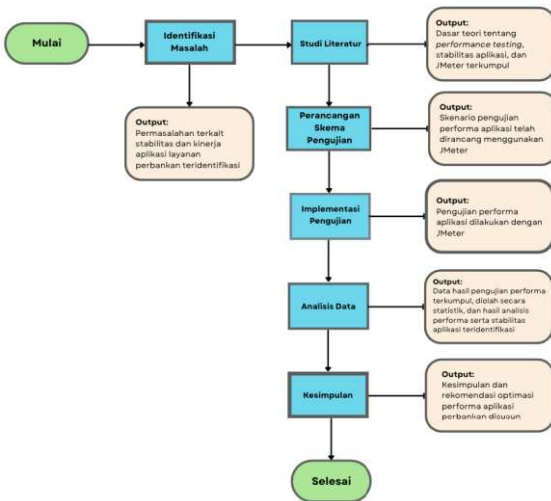 Mulai
Identifikasi
Masalah
Studi Literatur
Output:
Dasar teori tentang
performance testing,
stabilitas aplikasi, dan
JMeter terkumpul
Output:
Permasalahan terkait
stabilitas dan kinerja
aplikasi layanan
perbankan teridentifikasi
Perancangan
Skema
Pengujian
Output:
Skenario pengujian
performa aplikasi telah
dirancang menggunakan
JMeter
Implementasi
Pengujian
Output:
Pengujian performa
aplikasi dilakukan dengan
JMeter
Analisis Data
Output:
Data hasil pengujian performa
terkumpul, diolah secara
statistik, dan hasil analisis
performa serta stabilitas
aplikasi teridentifikasi
Kesimpulan
Output:
Kesimpulan dan
rekomendasi optimasi
performa aplikasi
perbankan disusun
Selesai